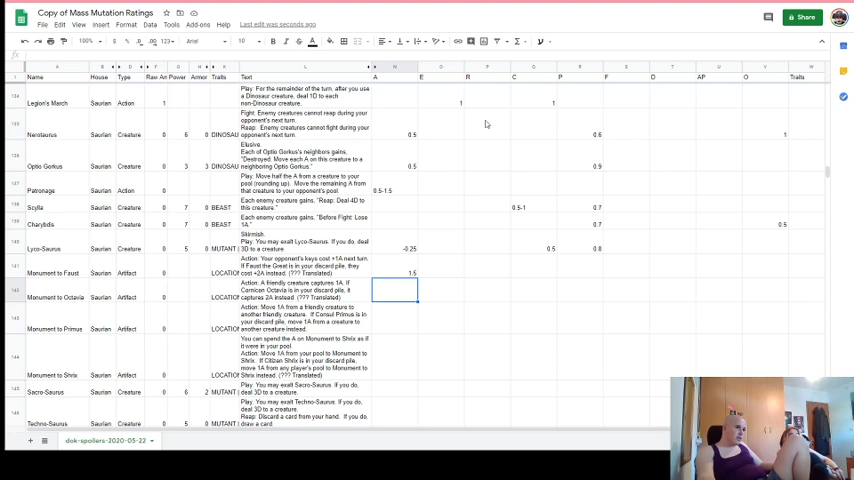 Copy of Mass Mutation Ratings
File Edit View Insert Format Data Tools Add-ons Help Last edit was seconds ago
Share
100% $ % .0 .00 123 Arial 10
Name House Type Raw Am Power Armor Traits Text A E R C P F D AP O Traits
134 Legion's March Saurian Action 1 Play: For the remainder of the turn, after you use a Dinosaur creature, deal 1D to each non-Dinosaur creature. 1 1
135 Nerotaurus Saurian Creature 0 6 0 DINOSAU Fight: Enemy creatures cannot reap during your opponent's next turn. Reap: Enemy creatures cannot fight during your opponent's next turn. 0.5 0.6 1
136 Optio Gorkus Saurian Creature 0 3 3 DINOSAU Elusive. Each of Optio Gorkus's neighbors gains, "Destroyed: Move each A on this creature to a neighboring Optio Gorkus." 0.5 0.9
137 Patronage Saurian Action 0 Play: Move half the A from a creature to your pool (rounding up). Move the remaining A from that creature to your opponent's pool. 0.5-1.5
138 Scylla Saurian Creature 0 7 0 BEAST Each enemy creature gains, "Reap: Deal 4D to this creature." 0.5-1 0.7
139 Charybdis Saurian Creature 0 7 0 BEAST Each enemy creature gains, "Before Fight: Lose 1A." 0.7 0.5
140 Lyco-Saurus Saurian Creature 0 5 0 MUTANT Skirmish. Play: You may exalt Lyco-Saurus. If you do, deal 3D to a creature -0.25 0.5 0.8
141 Monument to Faust Saurian Artifact 0 LOCATION Action: Your opponent's keys cost +1A next turn. If Faust the Great is in your discard pile, they cost +2A instead. (??? Translated) 1.5
142 Monument to Octavia Saurian Artifact 0 LOCATION Action: A friendly creature captures 1A. If Cornicen Octavia is in your discard pile, it captures 2A instead. (??? Translated)
143 Monument to Primus Saurian Artifact 0 LOCATION Action: Move 1A from a friendly creature to another friendly creature. If Consul Primus is in your discard pile, move 1A from a creature to another creature instead.
144 Monument to Shrix Saurian Artifact 0 LOCATION You can spend the A on Monument to Shrix as if it were in your pool. Action: Move 1A from your pool to Monument to Shrix. If Citizen Shrix is in your discard pile, move 1A from any player's pool to Monument to Shrix instead. (??? Translated)
145 Sacro-Saurus Saurian Creature 0 6 2 MUTANT Play: You may exalt Sacro-Saurus. If you do, deal 3D to a creature.
146 Techno-Saurus Saurian Creature 0 5 0 MUTANT Play: You may exalt Techno-Saurus. If you do, deal 3D to a creature. Reap: Discard a card from your hand. If you do, draw a card
dok-spoilers-2020-05-22